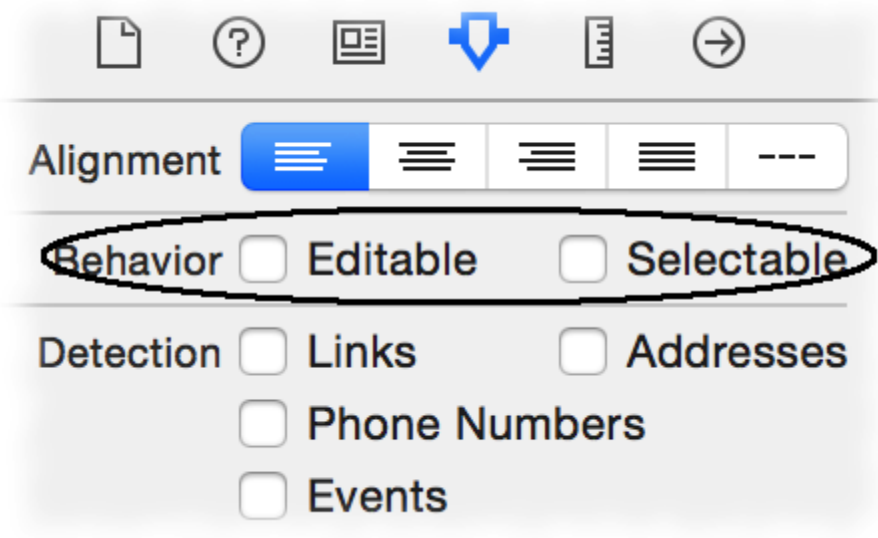 Alignment
Behavior Editable Selectable
Detection Links Addresses
Phone Numbers
Events